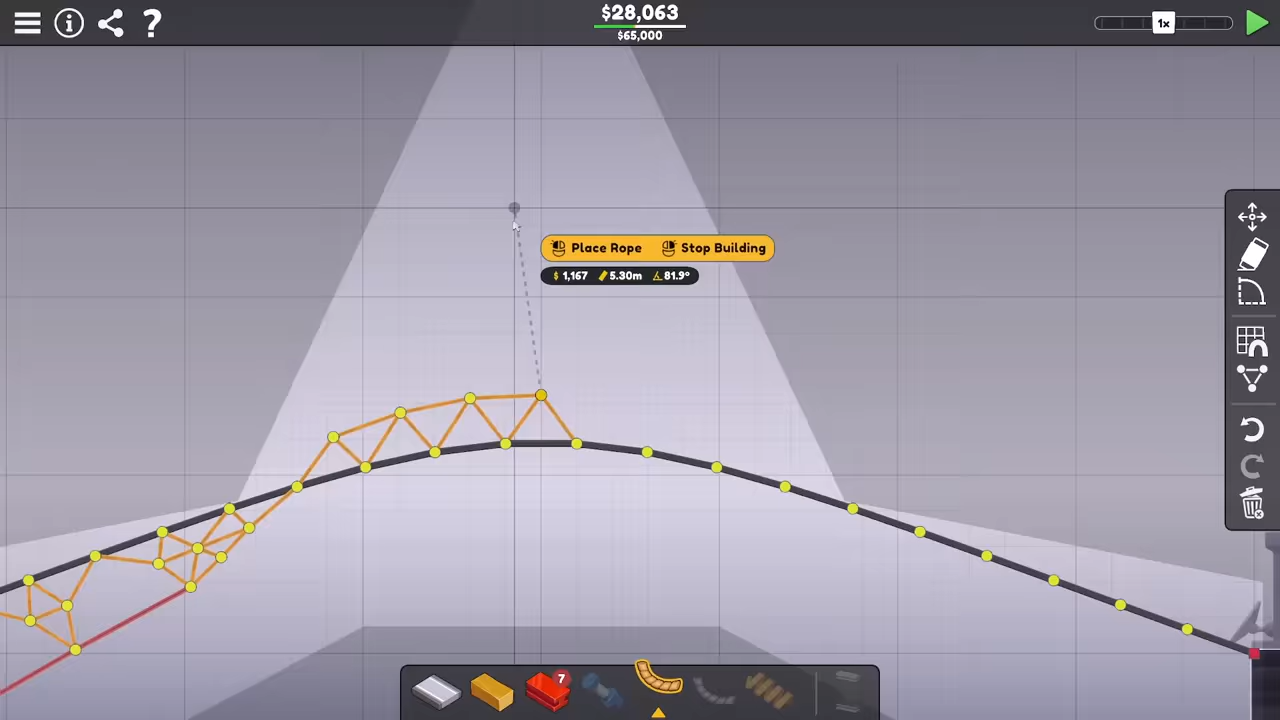 $28,063
$65,000
?
1x
Place Rope Stop Building
$ 1,167 5.30m 81.9°
7